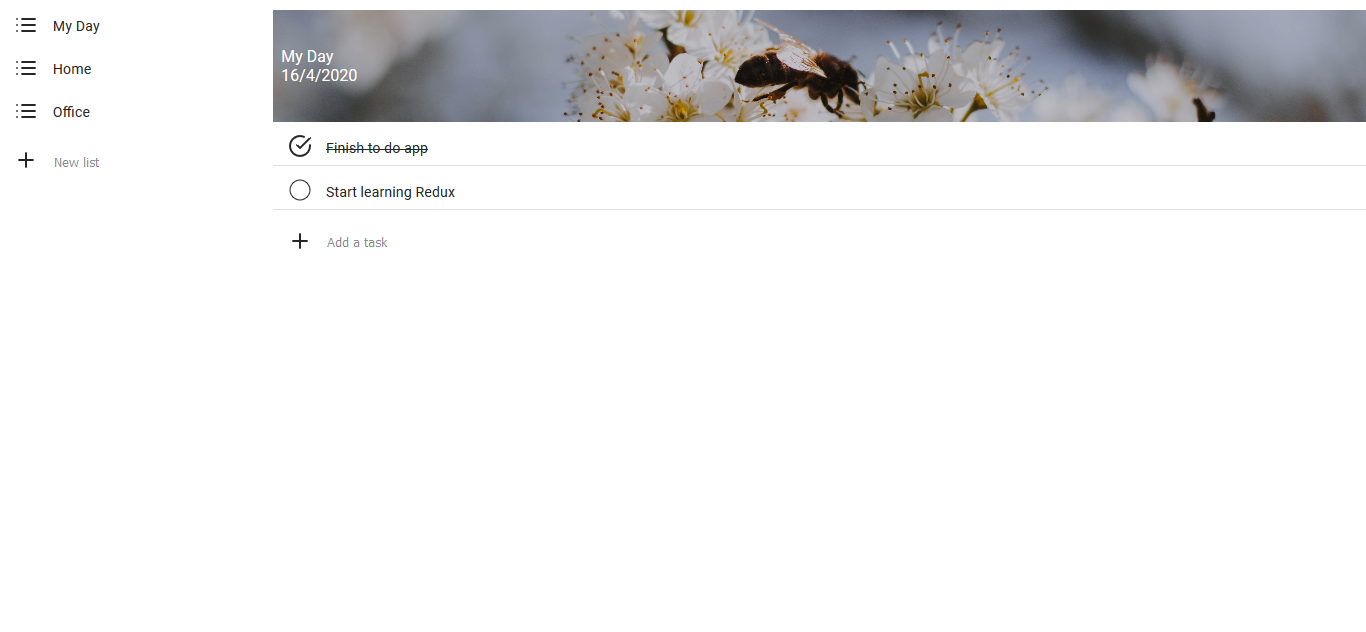 My Day
Home
Office
New list
My Day
16/4/2020
Finish to do app
Start learning Redux
Add a task